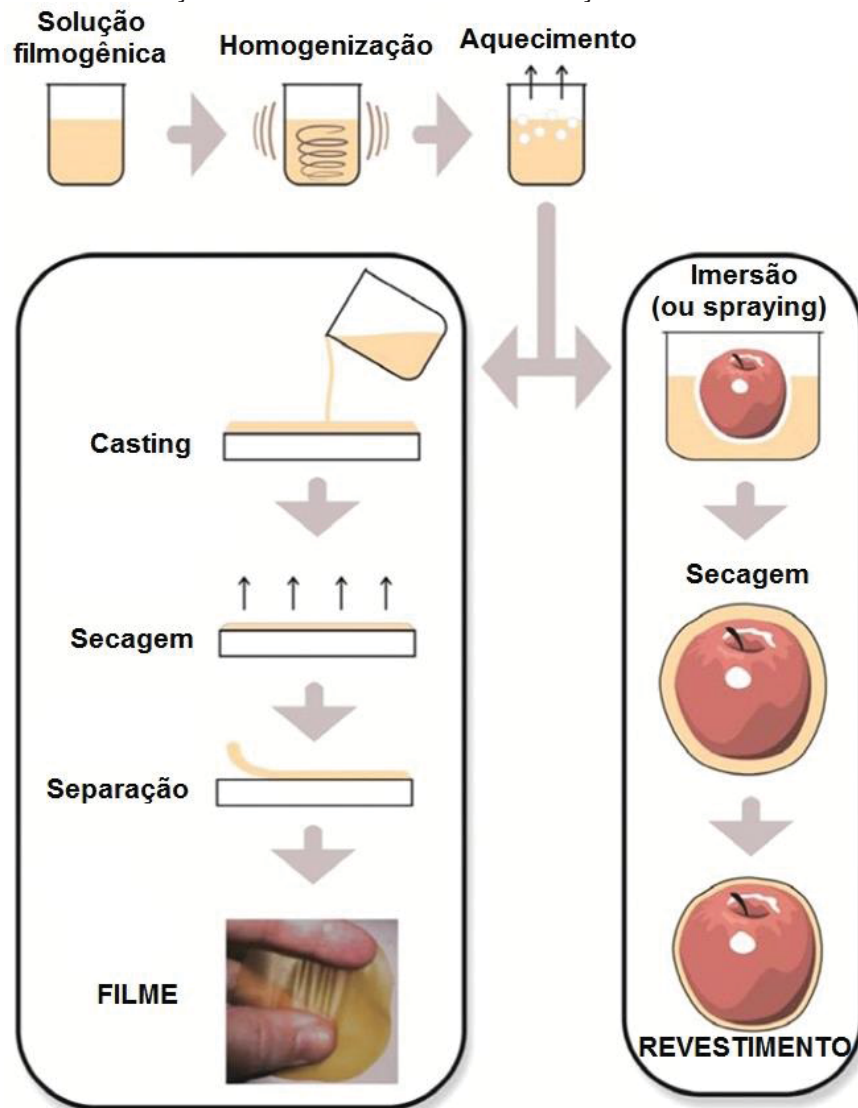 Solução
filmogênica
Homogenização
Aquecimento
Casting
Secagem
Separação
FILME
Imersão
(ou spraying)
Secagem
REVESTIMENTO